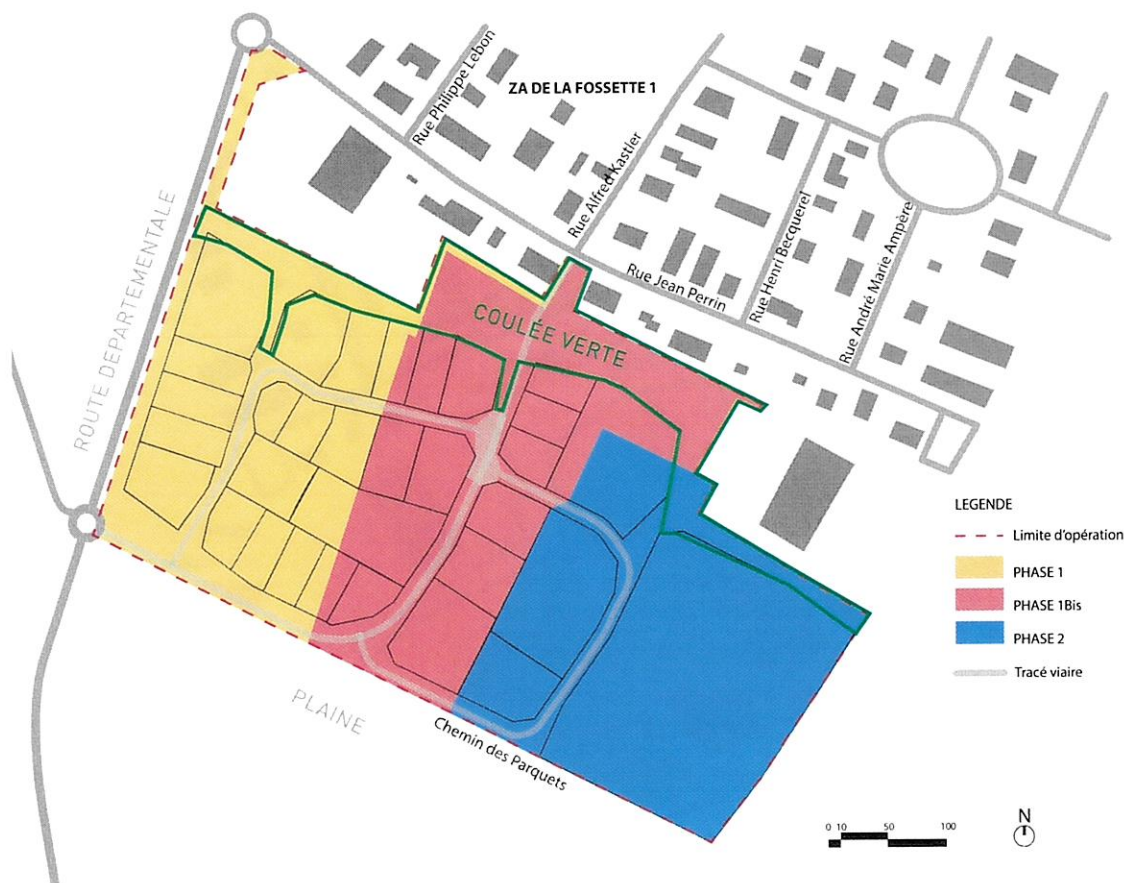 ZA DE LA FOSSETTE 1
Rue Philippe Lebon
Rue Alfred Kastler
Rue Henri Becquerel
Rue André Marie Ampère
Rue Jean Perrin
ROUTE DEPARTEMENTALE
COULÉE VERTE
PLAINE
Chemin des Parquets
LEGENDE
Limite d'opération
PHASE 1
PHASE 1Bis
PHASE 2
Tracé viaire
0 10 50 100
N